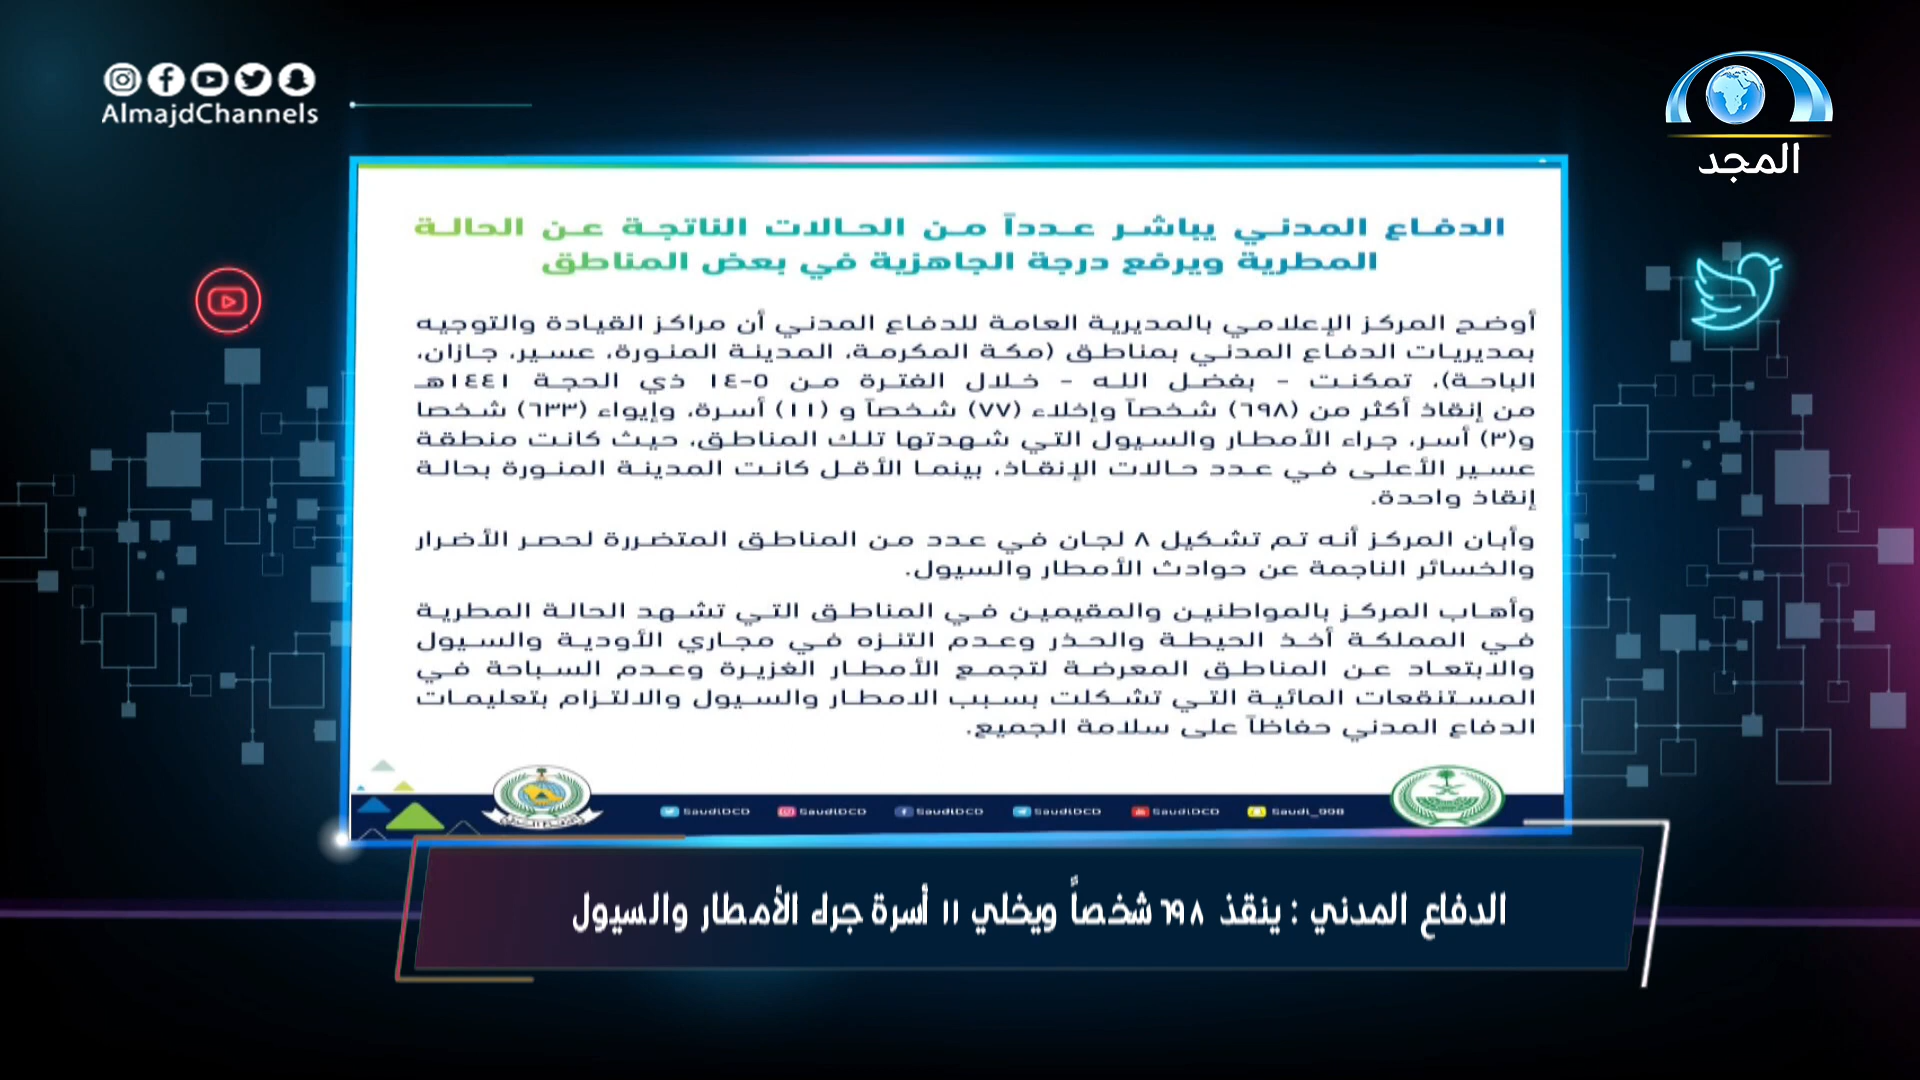 AlmajdChannels
المجد
الدفاع المدني يباشر عدداً من الحالات الناتجة عن الحالة
المطرية ويرفع درجة الجاهزية في بعض المناطق
أوضح المركز الإعلامي بالمديرية العامة للدفاع المدني أن مراكز القيادة والتوجيه
بمديريات الدفاع المدني بمناطق (مكة المكرمة، المدينة المنورة، عسير، جازان،
الباحة)، تمكنت - بفضل الله - خلال الفترة من ٥-١٤ ذي الحجة ١٤٤١هـ
من إنقاذ أكثر من (٦٩٨) شخصاً وإخلاء (٧٧) شخصاً و (١١) أسرة، وإيواء (٦٣٣) شخصا
و(٣) أسر، جراء الأمطار والسيول التي شهدتها تلك المناطق، حيث كانت منطقة
عسير الأعلى في عدد حالات الإنقاذ، بينما الأقل كانت المدينة المنورة بحالة
إنقاذ واحدة.
وأبان المركز أنه تم تشكيل ٨ لجان في عدد من المناطق المتضررة لحصر الأضرار
والخسائر الناجمة عن حوادث الأمطار والسيول.
وأهاب المركز بالمواطنين والمقيمين في المناطق التي تشهد الحالة المطرية
في المملكة أخذ الحيطة والحذر وعدم التنزه في مجاري الأودية والسيول
والابتعاد عن المناطق المعرضة لتجمع الأمطار الغزيرة وعدم السباحة في
المستنقعات المائية التي تشكلت بسبب الامطار والسيول والالتزام بتعليمات
الدفاع المدني حفاظاً على سلامة الجميع.
SaudiDCD SaudiDCD SaudiDCD SaudiDCD SaudiDCD Saudi_998
الدفاع المدني : ينقذ ٦٩٨ شخصاً ويخلي ١١ أسرة جراء الأمطار والسيول